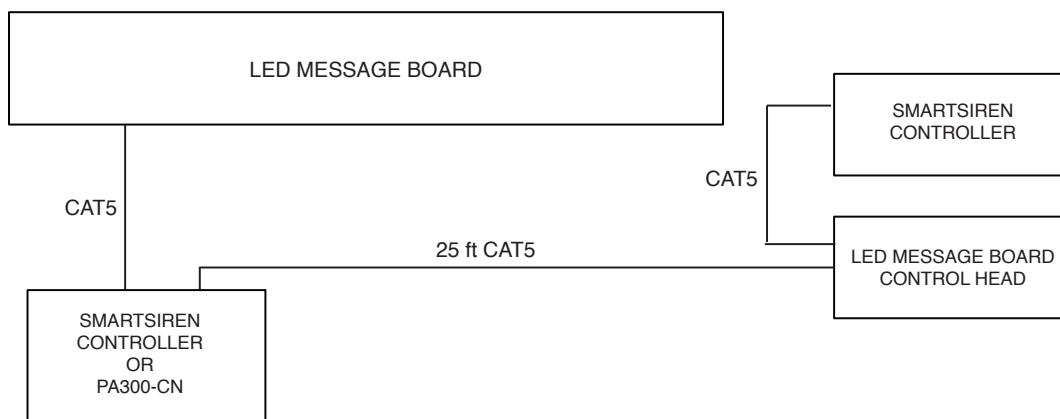 LED MESSAGE BOARD
SMARTSIREN
CONTROLLER
CAT5
CAT5
25 ft CAT5
LED MESSAGE BOARD
CONTROL HEAD
SMARTSIREN
CONTROLLER
OR
PA300-CN